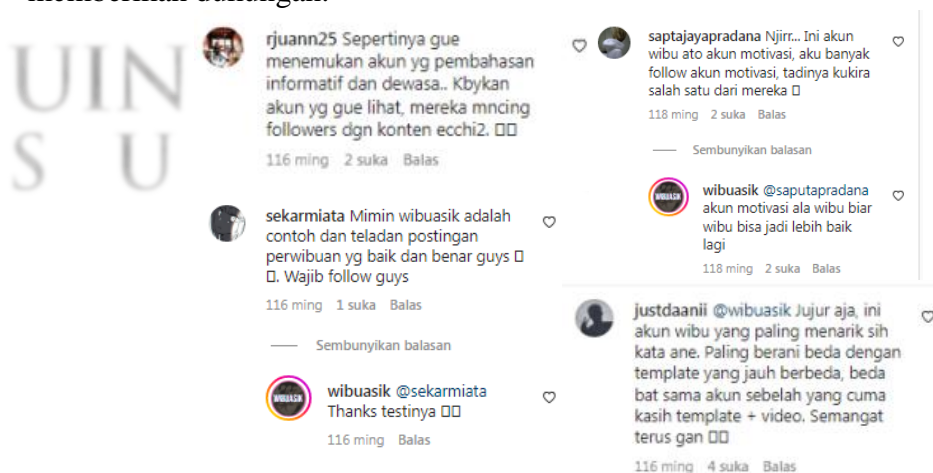 memberikan dukungan.
UIN
S U
rjuann25 Sepertinya gue
menemukan akun yg pembahasan
informatif dan dewasa.. Kbykan
akun yg gue lihat, mereka mncing
followers dgn konten ecchi2. □□
116 ming 2 suka Balas
sekarmiata Mimin wibuasik adalah
contoh dan teladan postingan
perwibuan yg baik dan benar guys □
□. Wajib follow guys
116 ming 1 suka Balas
Sembunyikan balasan
WIBUASIK
wibuasik @sekarmiata
Thanks testinya □□
116 ming Balas
saptajayapradana Njirr... Ini akun
wibu ato akun motivasi, aku banyak
follow akun motivasi, tadinya kukira
salah satu dari mereka □
118 ming 2 suka Balas
Sembunyikan balasan
WIBUASIK
wibuasik @saputapradana
akun motivasi ala wibu biar
wibu bisa jadi lebih baik
lagi
118 ming 2 suka Balas
justdaanii @wibuasik Jujur aja, ini
akun wibu yang paling menarik sih
kata ane. Paling berani beda dengan
template yang jauh berbeda, beda
bat sama akun sebelah yang cuma
kasih template + video. Semangat
terus gan □□
116 ming 4 suka Balas